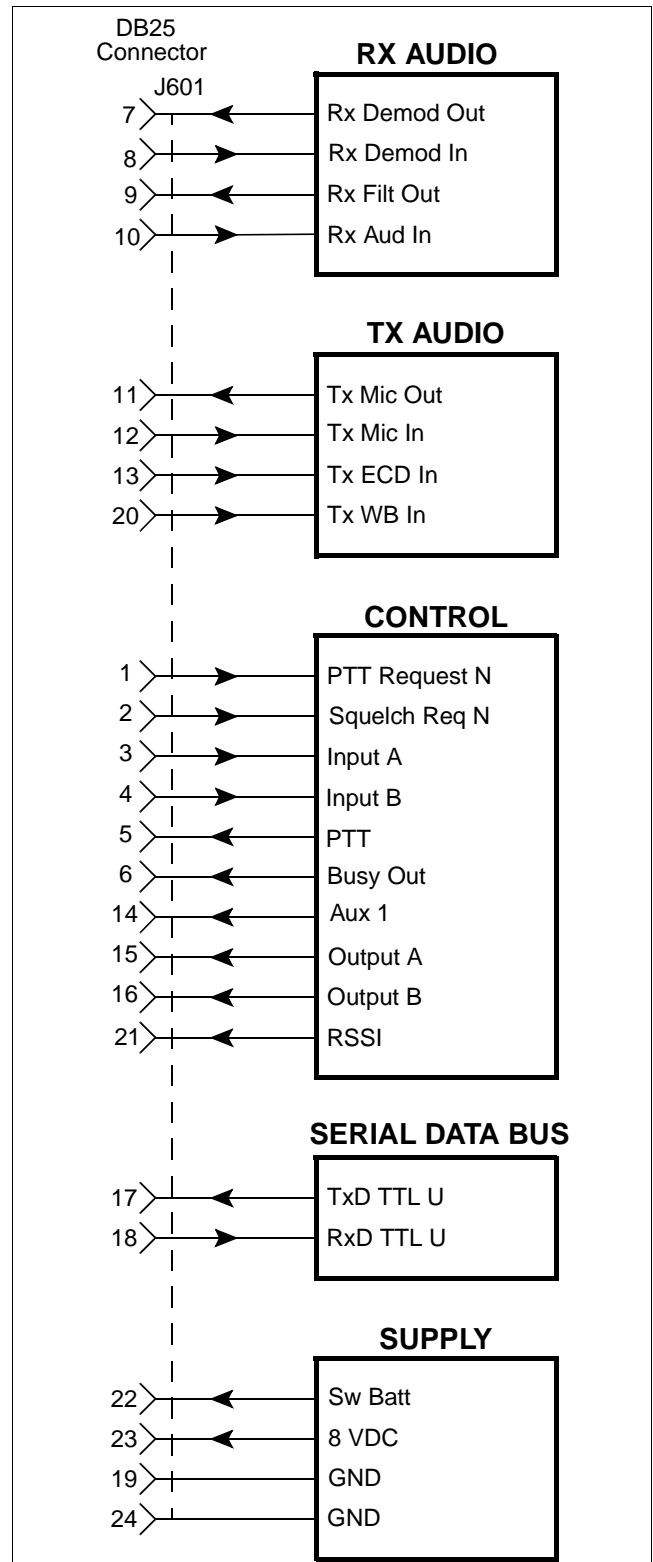 DB25
Connector
J601
RX AUDIO
7 Rx Demod Out
8 Rx Demod In
9 Rx Filt Out
10 Rx Aud In
TX AUDIO
11 Tx Mic Out
12 Tx Mic In
13 Tx ECD In
20 Tx WB In
CONTROL
1 PTT Request N
2 Squelch Req N
3 Input A
4 Input B
5 PTT
6 Busy Out
14 Aux 1
15 Output A
16 Output B
21 RSSI
SERIAL DATA BUS
17 TxD TTL U
18 RxD TTL U
SUPPLY
22 Sw Batt
23 8 VDC
19 GND
24 GND